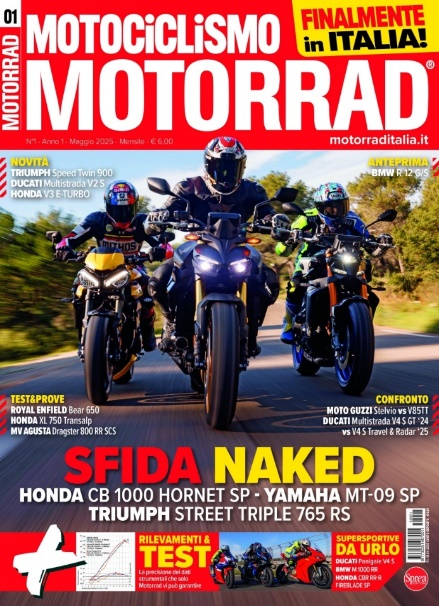 01
MOTORRAD
MOTOCiCLiSMO
MOTORRAD®
FINALMENTE
in ITALIA!
N°1 - Anno 1 - Maggio 2025 - Mensile - € 6,00
motorraditalia.it
NOVITÀ
TRIUMPH Speed Twin 900
DUCATI Multistrada V2 S
HONDA V3 E-TURBO
ANTEPRIMA
BMW R 12 G/S
TEST&PROVE
ROYAL ENFIELD Bear 650
HONDA XL 750 Transalp
MV AGUSTA Dragster 800 RR SCS
CONFRONTO
MOTO GUZZI Stelvio vs V85TT
DUCATI Multistrada V4 S GT '24
vs V4 S Travel & Radar '25
SFIDA NAKED
HONDA CB 1000 HORNET SP - YAMAHA MT-09 SP
TRIUMPH STREET TRIPLE 765 RS
RILEVAMENTI &
TEST
La precisione dei dati
strumentali che solo
Motorrad vi può garantire
SUPERSPORTIVE
DA URLO
DUCATI Panigale V4 S
BMW M 1000 RR
HONDA CBR RR-R
FIREBLADE SP
Sprea